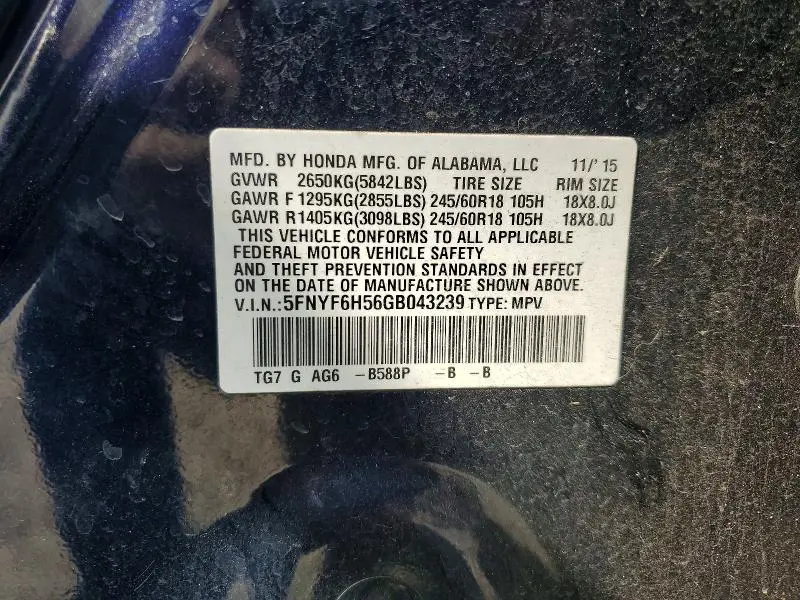 MFD. BY HONDA MFG. OF ALABAMA, LLC 11/'15
GVWR 2650KG(5842LBS) TIRE SIZE RIM SIZE
GAWR F 1295KG(2855LBS) 245/60R18 105H 18X8.0J
GAWR R1405KG(3098LBS) 245/60R18 105H 18X8.0J
THIS VEHICLE CONFORMS TO ALL APPLICABLE
FEDERAL MOTOR VEHICLE SAFETY
AND THEFT PREVENTION STANDARDS IN EFFECT
ON THE DATE OF MANUFACTURE SHOWN ABOVE.
V.I.N.:5FNYF6H56GB043239 TYPE: MPV
TG7 G AG6 -B588P -B -B